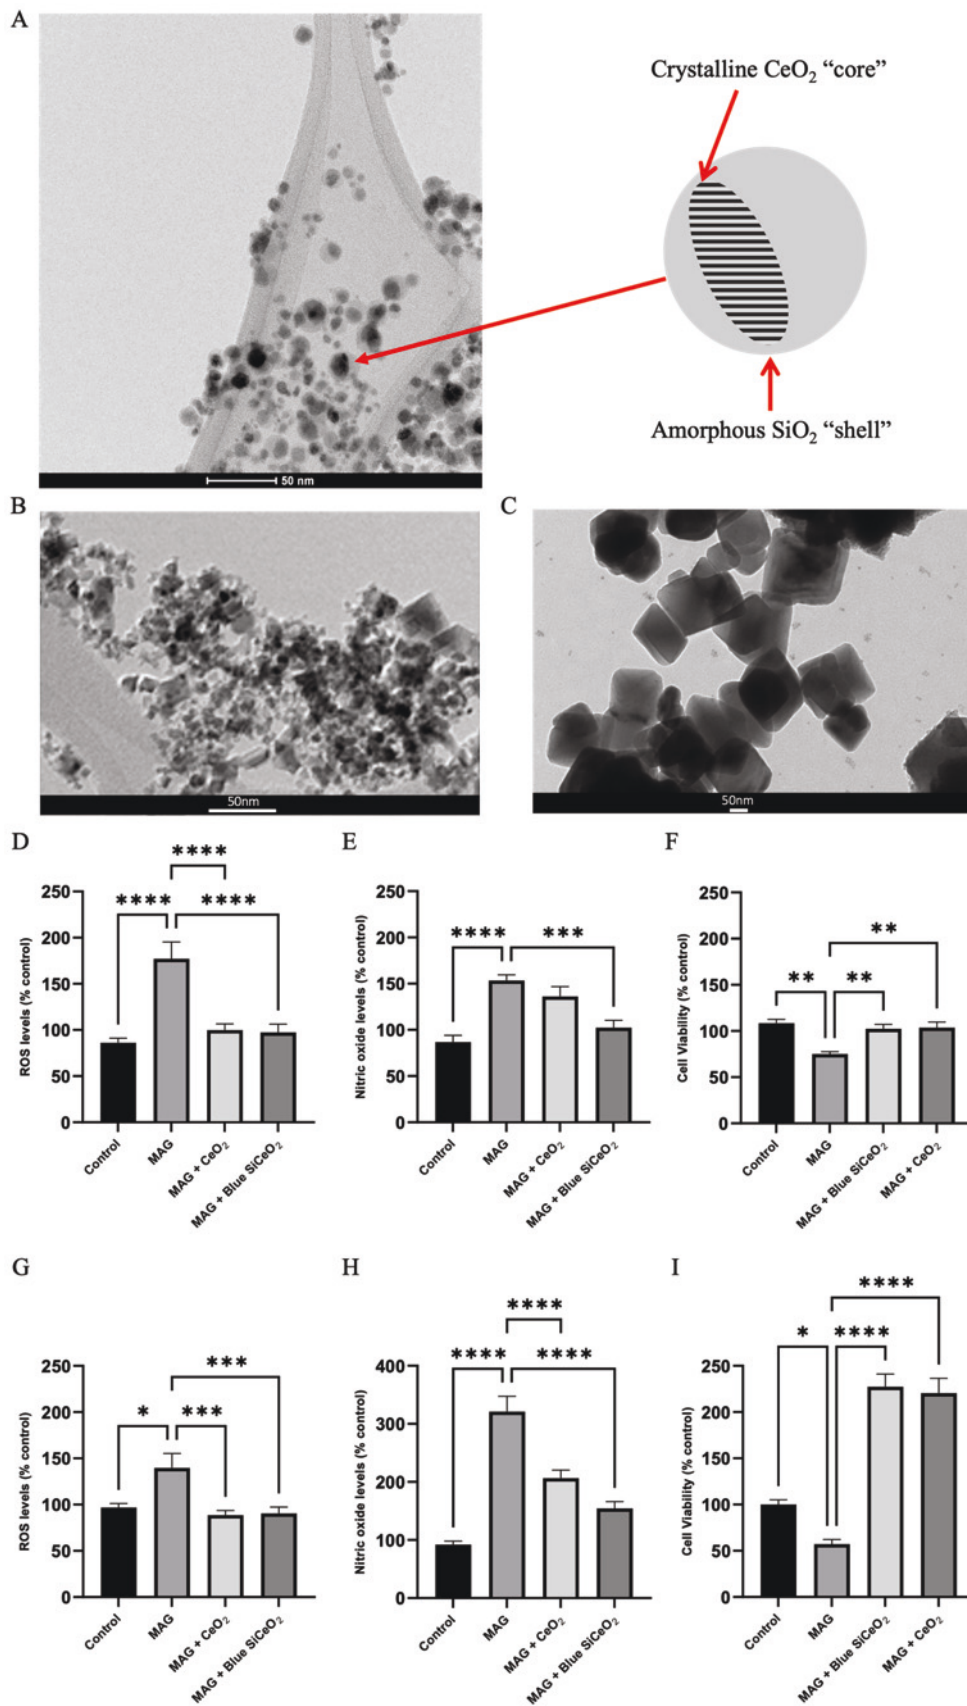 A
Crystalline CeO₂ “core”
Amorphous SiO₂ “shell”
50 nm
B
C
50nm
50nm
D
****
****
****
250
200
150
100
50
0
ROS levels (% control)
Control
MAG
MAG + CeO₂
MAG + Blue SiCeO₂
E
****
***
250
200
150
100
50
0
Nitric oxide levels (% control)
Control
MAG
MAG + CeO₂
MAG + Blue SiCeO₂
F
**
**
**
250
200
150
100
50
0
Cell Viability (% control)
Control
MAG
MAG + Blue SiCeO₂
MAG + CeO₂
G
***
*
***
250
200
150
100
50
0
ROS levels (% control)
Control
MAG
MAG + CeO₂
MAG + Blue SiCeO₂
H
****
****
****
400
300
200
100
0
Nitric oxide levels (% control)
Control
MAG
MAG + CeO₂
MAG + Blue SiCeO₂
I
****
*
****
250
200
150
100
50
0
Cell Viability (% control)
Control
MAG
MAG + Blue SiCeO₂
MAG + CeO₂